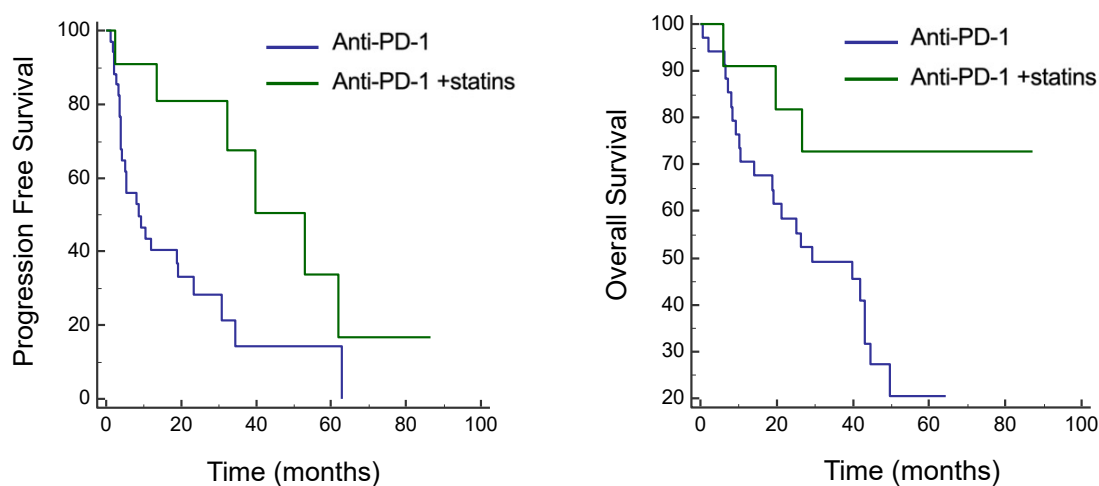 Progression Free Survival
100
80
60
40
20
0
Anti-PD-1
Anti-PD-1 +statins
0 20 40 60 80 100
Time (months)
Overall Survival
100
90
80
70
60
50
40
30
20
Anti-PD-1
Anti-PD-1 +statins
0 20 40 60 80 100
Time (months)